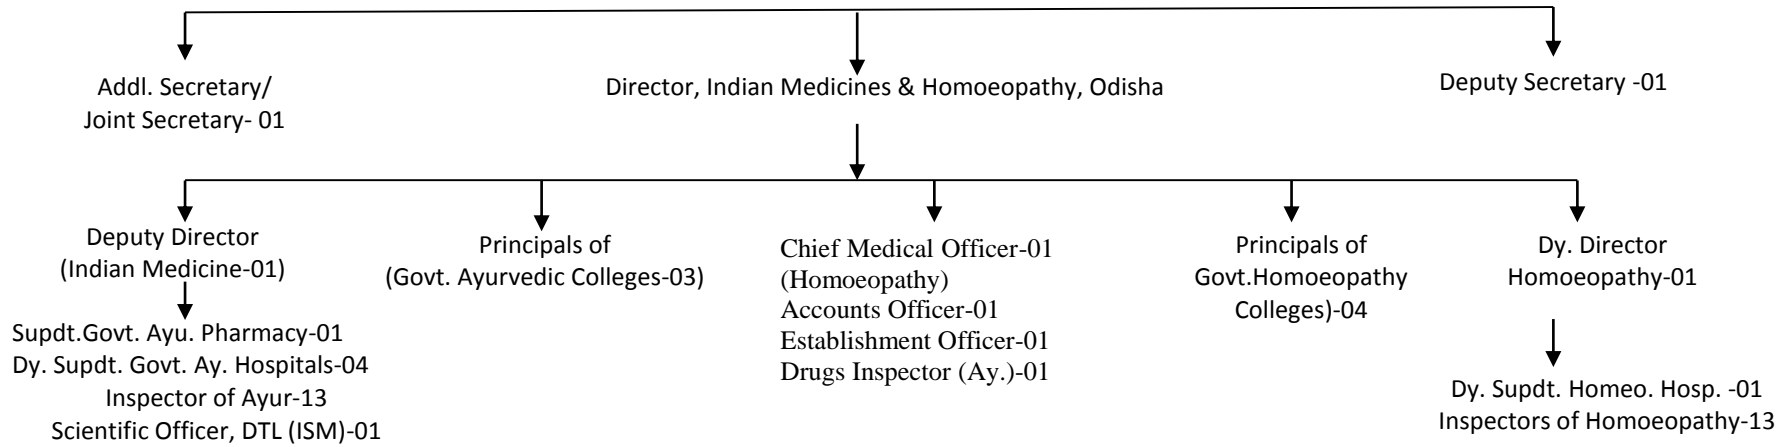 Addl. Secretary/
Joint Secretary- 01
Director, Indian Medicines & Homoeopathy, Odisha
Deputy Secretary -01
Deputy Director
(Indian Medicine-01)
Supdt.Govt. Ayu. Pharmacy-01
Dy. Supdt. Govt. Ay. Hospitals-04
Inspector of Ayur-13
Scientific Officer, DTL (ISM)-01
Principals of
(Govt. Ayurvedic Colleges-03)
Chief Medical Officer-01
(Homoeopathy)
Accounts Officer-01
Establishment Officer-01
Drugs Inspector (Ay.)-01
Principals of
Govt.Homoeopathy
Colleges)-04
Dy. Director
Homoeopathy-01
Dy. Supdt. Homeo. Hosp. -01
Inspectors of Homoeopathy-13